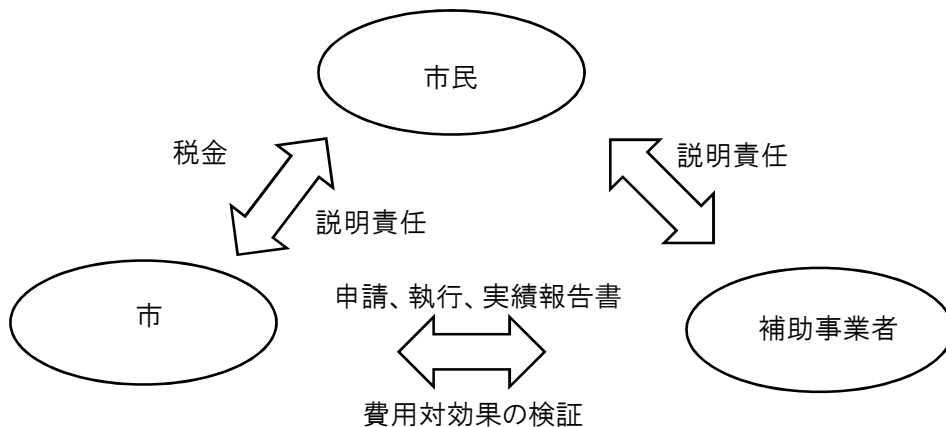 市民
税金
説明責任
説明責任
市
申請、執行、実績報告書
補助事業者
費用対効果の検証